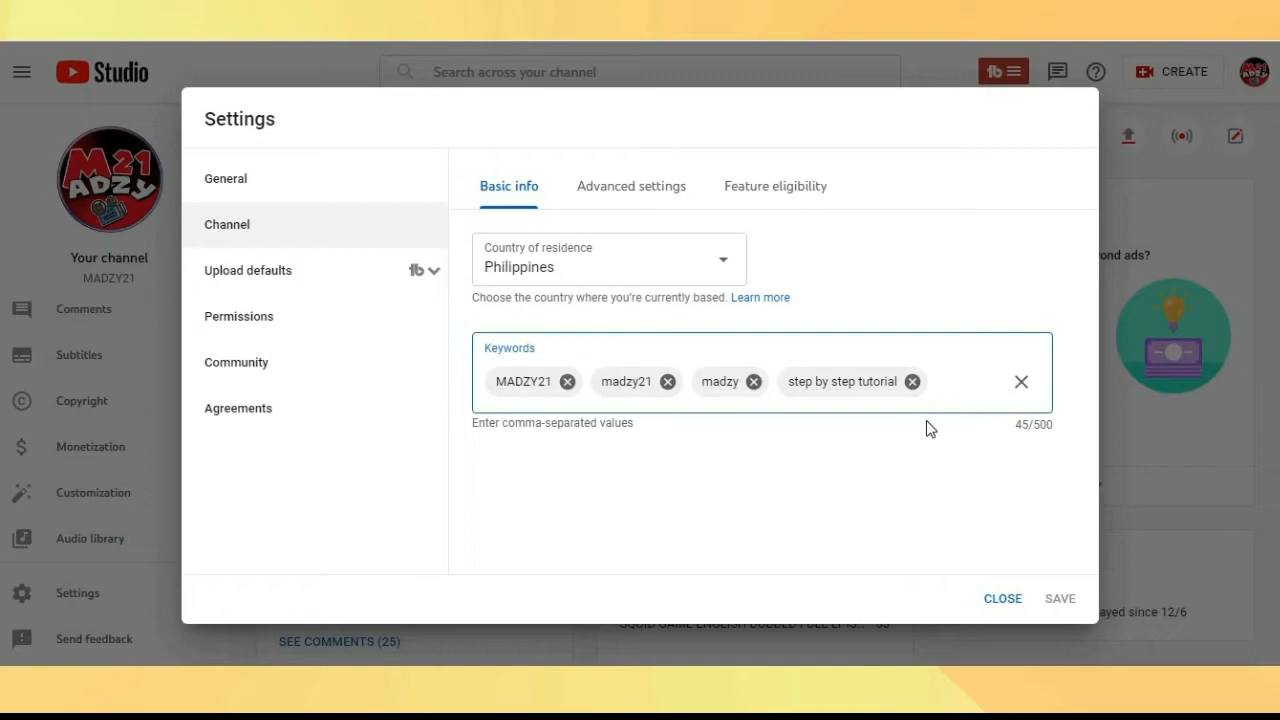 Studio
Search across your channel
CREATE
M21
ADZY
Your channel
MADZY21
Comments
Subtitles
Copyright
Monetization
Customization
Audio library
Settings
Send feedback
Settings
General
Channel
Upload defaults
Permissions
Community
Agreements
Basic info
Advanced settings
Feature eligibility
Country of residence
Philippines
Choose the country where you're currently based. Learn more
Keywords
MADZY21 madzy21 madzy step by step tutorial
Enter comma-separated values
45/500
CLOSE
SAVE
ond ads?
ayed since 12/6
SEE COMMENTS (25)